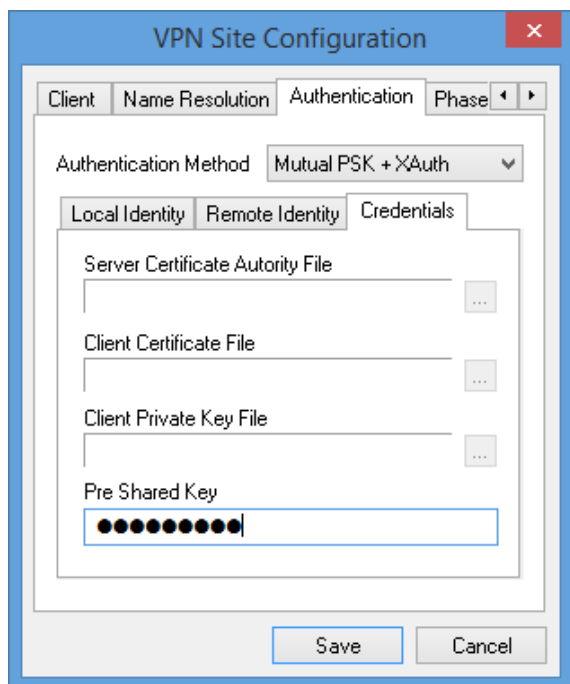 VPN Site Configuration
Client Name Resolution Authentication Phase
Authentication Method Mutual PSK + XAuth
Local Identity Remote Identity Credentials
Server Certificate Autority File
...
Client Certificate File
...
Client Private Key File
...
Pre Shared Key
●●●●●●●●●
Save Cancel